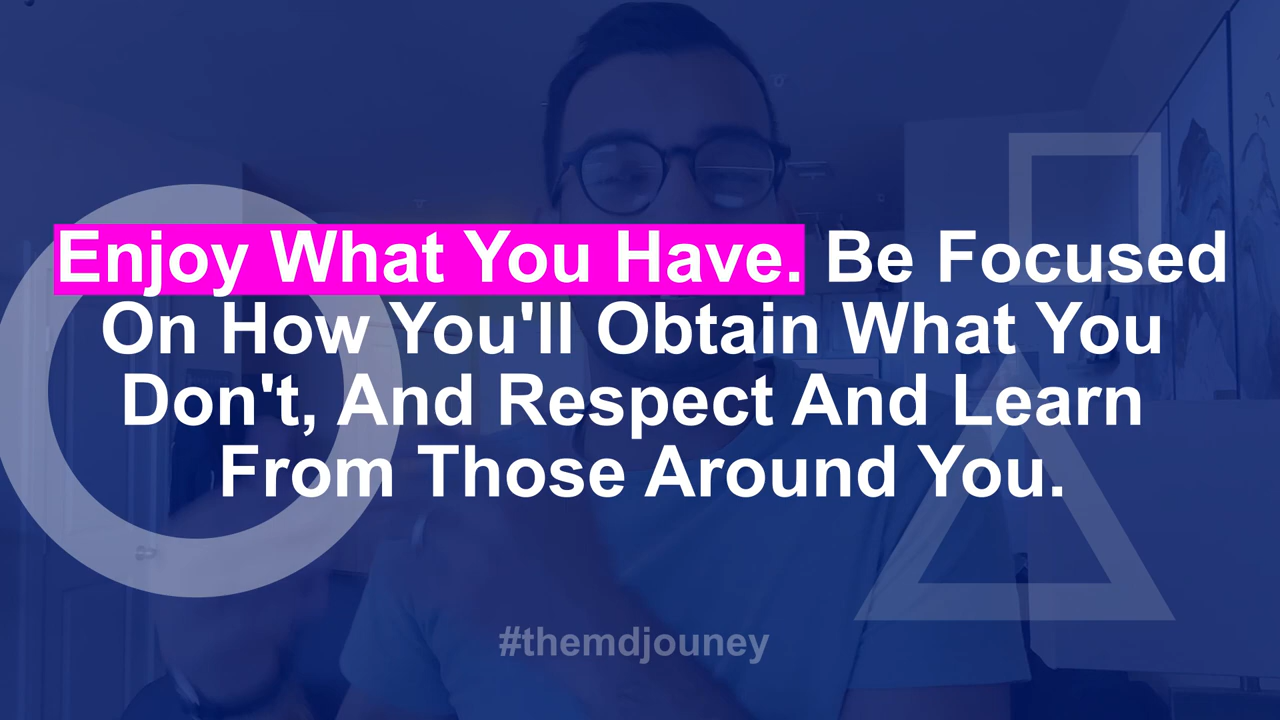 Enjoy What You Have. Be Focused
On How You'll Obtain What You
Don't, And Respect And Learn
From Those Around You.
#themdjouney